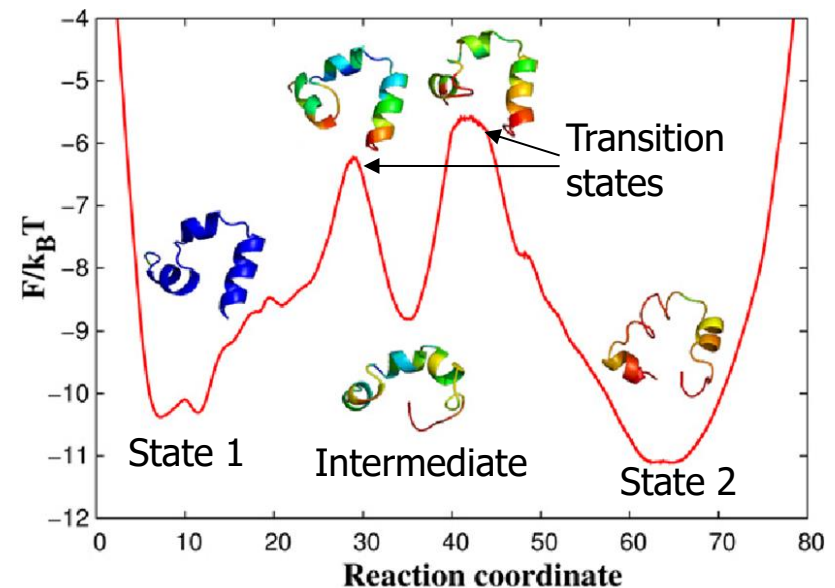 -4
-5
-6
-7
-8
-9
-10
-11
-12
F/kBT
Transition
states
State 1
Intermediate
State 2
0 10 20 30 40 50 60 70 80
Reaction coordinate